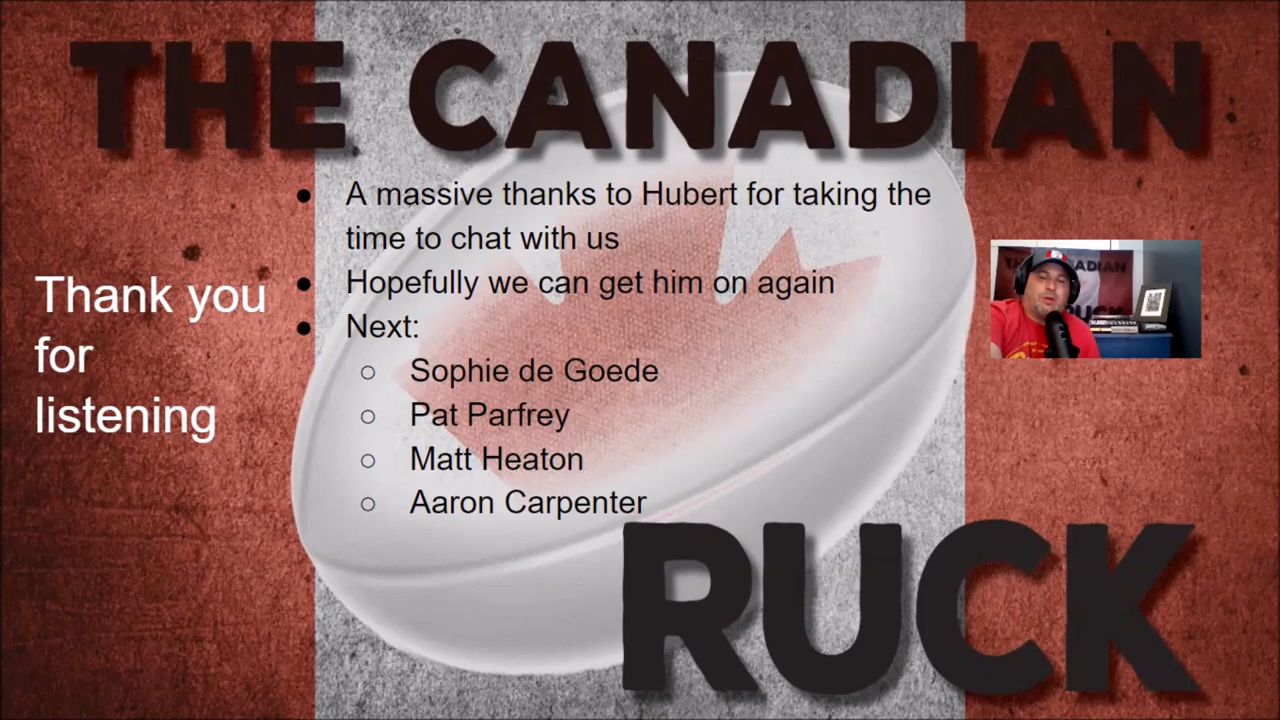 THE CANADIAN
● A massive thanks to Hubert for taking the
time to chat with us
● Hopefully we can get him on again
● Next:
○ Sophie de Goede
○ Pat Parfrey
○ Matt Heaton
○ Aaron Carpenter
Thank you
for
listening
RUCK